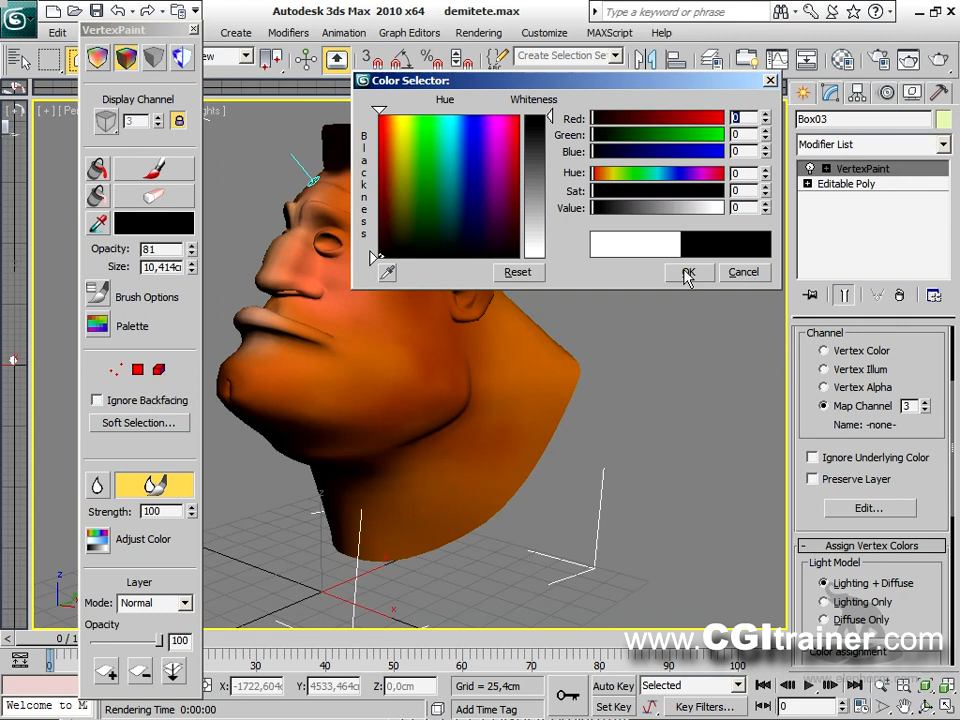 Autodesk 3ds Max 2010 x64 demitete.max
Type a keyword or phrase
Edit
Create Modifiers Animation Graph Editors Rendering Customize MAXScript Help
VertexPaint
Create Selection Se
3
Display Channel
3
Opacity: 81
Size: 10,414c
Brush Options
Palette
Ignore Backfacing
Soft Selection...
Strength: 100
Adjust Color
Layer
Mode: Normal
Opacity
100
Color Selector:
Hue
Whiteness
Blackness
Red: 0
Green: 0
Blue: 0
Hue: 0
Sat: 0
Value: 0
Reset
OK
Cancel
Box03
Modifier List
VertexPaint
Editable Poly
Channel
Vertex Color
Vertex Illum
Vertex Alpha
Map Channel 3
Name: -none-
Ignore Underlying Color
Preserve Layer
Edit...
Assign Vertex Colors
Light Model
Lighting + Diffuse
Lighting Only
Diffuse Only
Color assignment
z
x
www.CGItrainer.com
0 / 1
30 40 50 60 70 80 90 100
X: -1722,604
Y: 4533,464c
Z: 0,0cm
Grid = 25,4cm
Auto Key
Selected
Set Key
Key Filters...
0
Welcome to M
Rendering Time 0:00:00
Add Time Tag